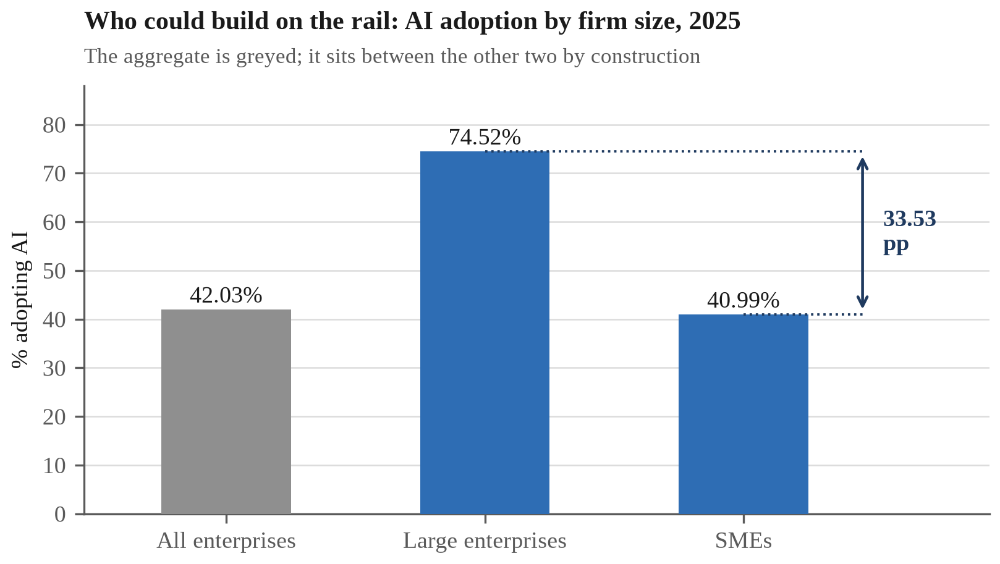 Who could build on the rail: AI adoption by firm size, 2025
The aggregate is greyed; it sits between the other two by construction
% adopting AI
80
70
60
50
40
30
20
10
0
42.03%
74.52%
40.99%
33.53
pp
All enterprises
Large enterprises
SMEs